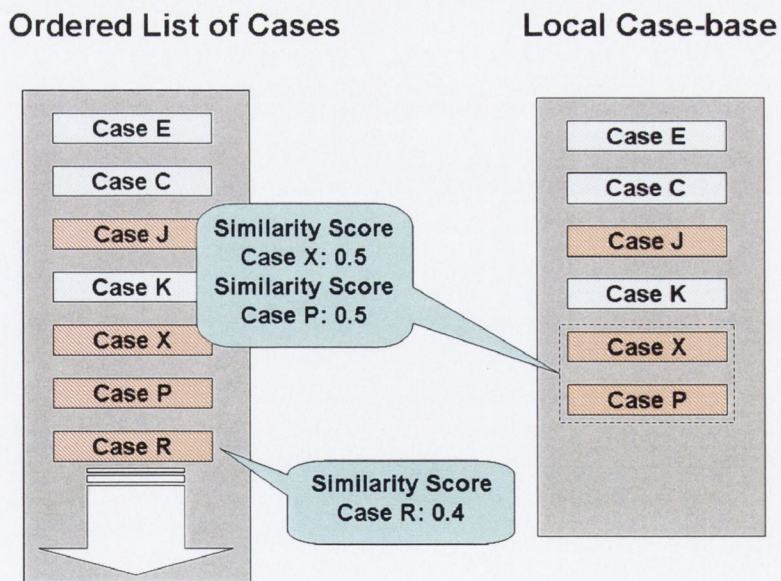 Ordered List of Cases
Case E
Case C
Case J
Case K
Case X
Case P
Case R
Similarity Score
Case X: 0.5
Similarity Score
Case P: 0.5
Similarity Score
Case R: 0.4
Local Case-base
Case E
Case C
Case J
Case K
Case X
Case P